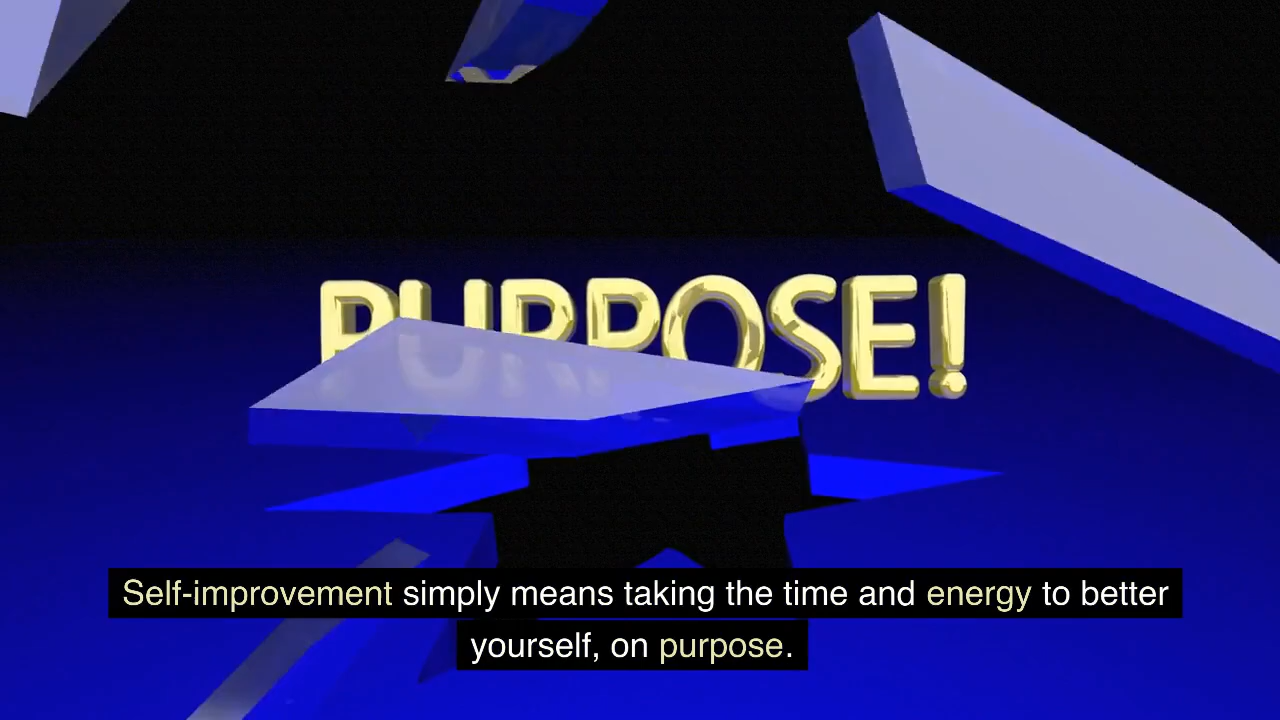 PURPOSE!
Self-improvement simply means taking the time and energy to better
yourself, on purpose.